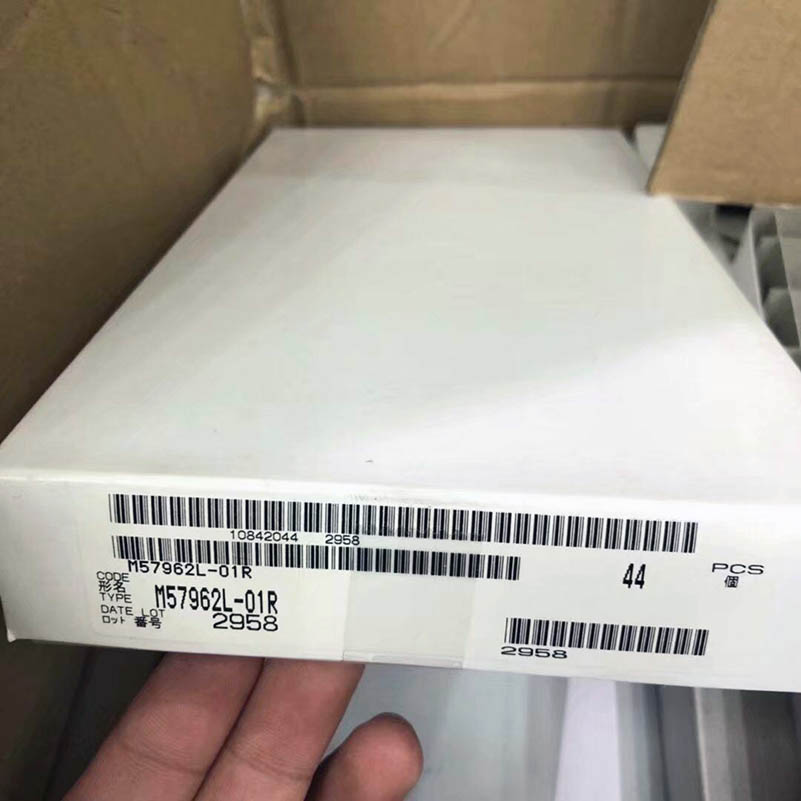 10842044 2958
M57962L-01R
CODE
形名
TYPE M57962L-01R
44 PCS
個
DATE LOT
ロット 番号 2958
2958